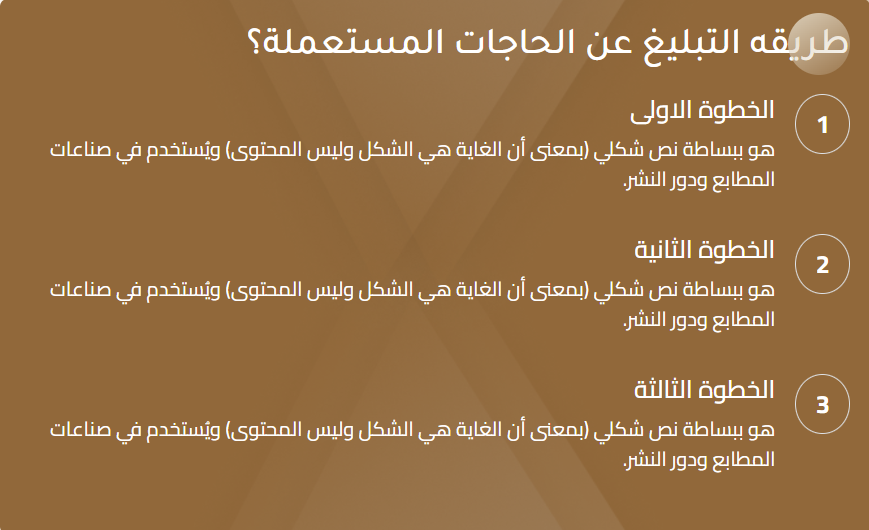 طريقه التبليغ عن الحاجات المستعملة؟
1
الخطوة الاولى
هو ببساطة نص شكلي (بمعنى أن الغاية هي الشكل وليس المحتوى) ويُستخدم في صناعات
المطابع ودور النشر.
2
الخطوة الثانية
هو ببساطة نص شكلي (بمعنى أن الغاية هي الشكل وليس المحتوى) ويُستخدم في صناعات
المطابع ودور النشر.
3
الخطوة الثالثة
هو ببساطة نص شكلي (بمعنى أن الغاية هي الشكل وليس المحتوى) ويُستخدم في صناعات
المطابع ودور النشر.